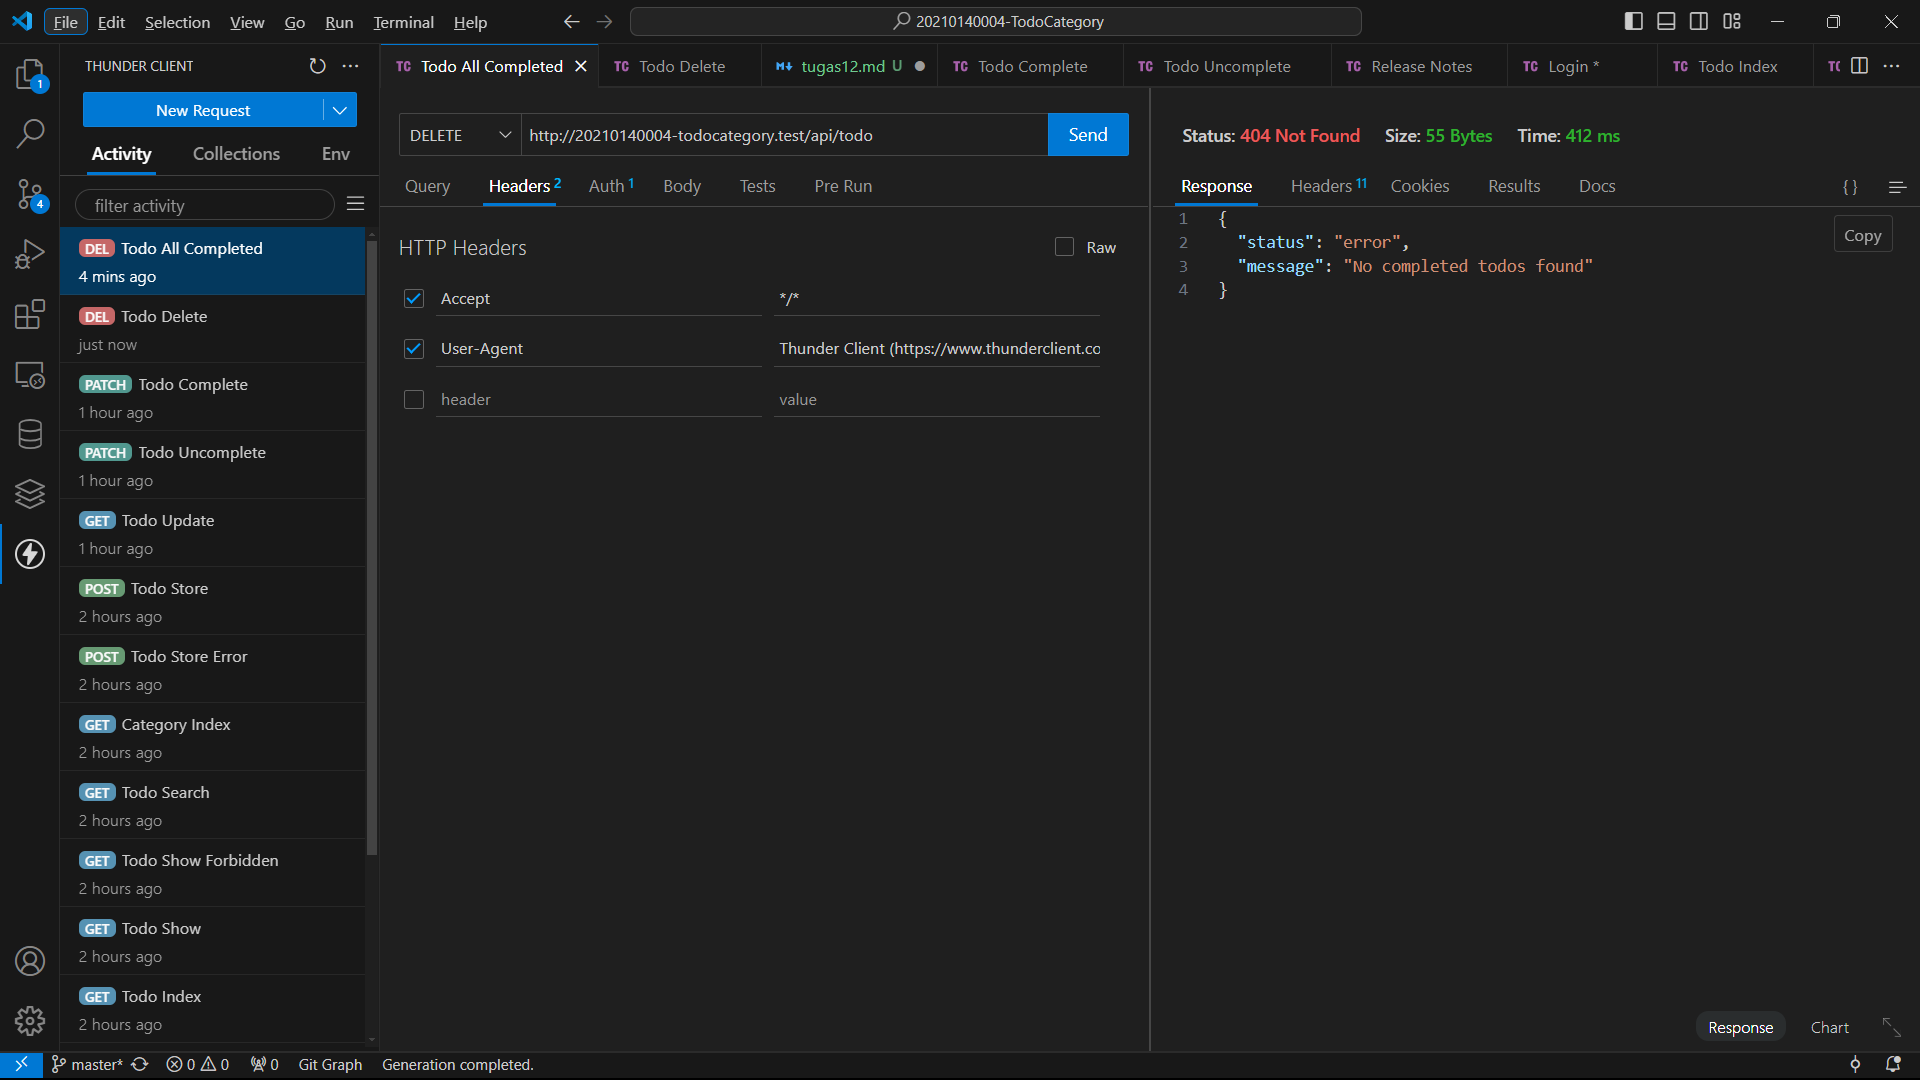 File Edit Selection View Go Run Terminal Help
20210140004-TodoCategory
1
4
THUNDER CLIENT
New Request
Activity Collections Env
filter activity
DEL Todo All Completed
4 mins ago
DEL Todo Delete
just now
PATCH Todo Complete
1 hour ago
PATCH Todo Uncomplete
1 hour ago
GET Todo Update
1 hour ago
POST Todo Store
2 hours ago
POST Todo Store Error
2 hours ago
GET Category Index
2 hours ago
GET Todo Search
2 hours ago
GET Todo Show Forbidden
2 hours ago
GET Todo Show
2 hours ago
GET Todo Index
2 hours ago
TC Todo All Completed TC Todo Delete tugas12.md U TC Todo Complete TC Todo Uncomplete TC Release Notes TC Login * TC Todo Index
DELETE http://20210140004-todocategory.test/api/todo Send
Query Headers 2 Auth 1 Body Tests Pre Run
HTTP Headers Raw
Accept */*
User-Agent Thunder Client (https://www.thunderclient.co
header value
Status: 404 Not Found Size: 55 Bytes Time: 412 ms
Response Headers 11 Cookies Results Docs { }
Copy
1 {
2 "status": "error",
3 "message": "No completed todos found"
4 }
Response Chart
master* 0 0 0 Git Graph Generation completed.